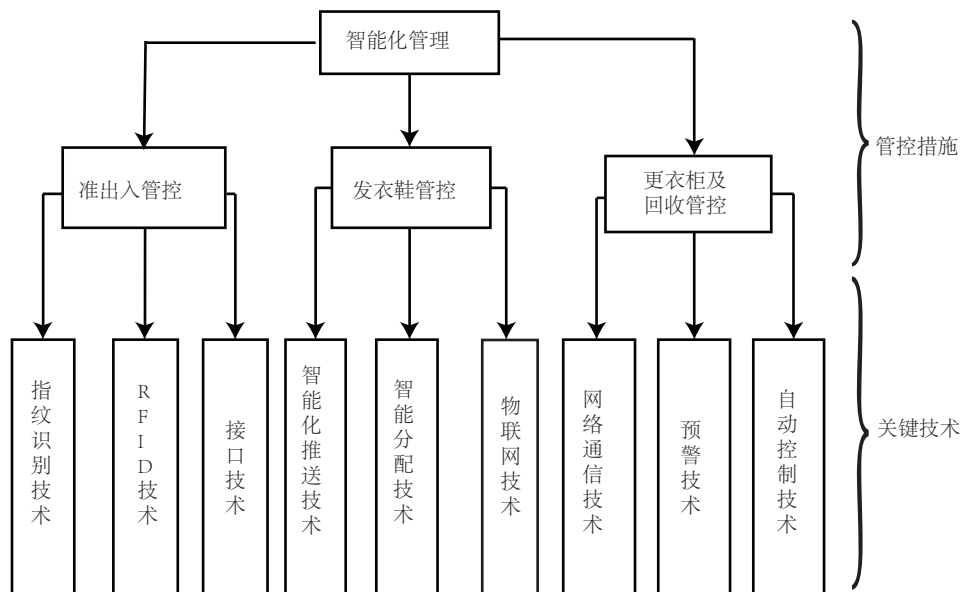 智能化管理
管控措施
准出入管控
发衣鞋管控
更衣柜及
回收管控
指纹识别技术
RFID技术
接口技术
智能化推送技术
智能分配技术
物联网技术
网络通信技术
预警技术
自动控制技术
关键技术